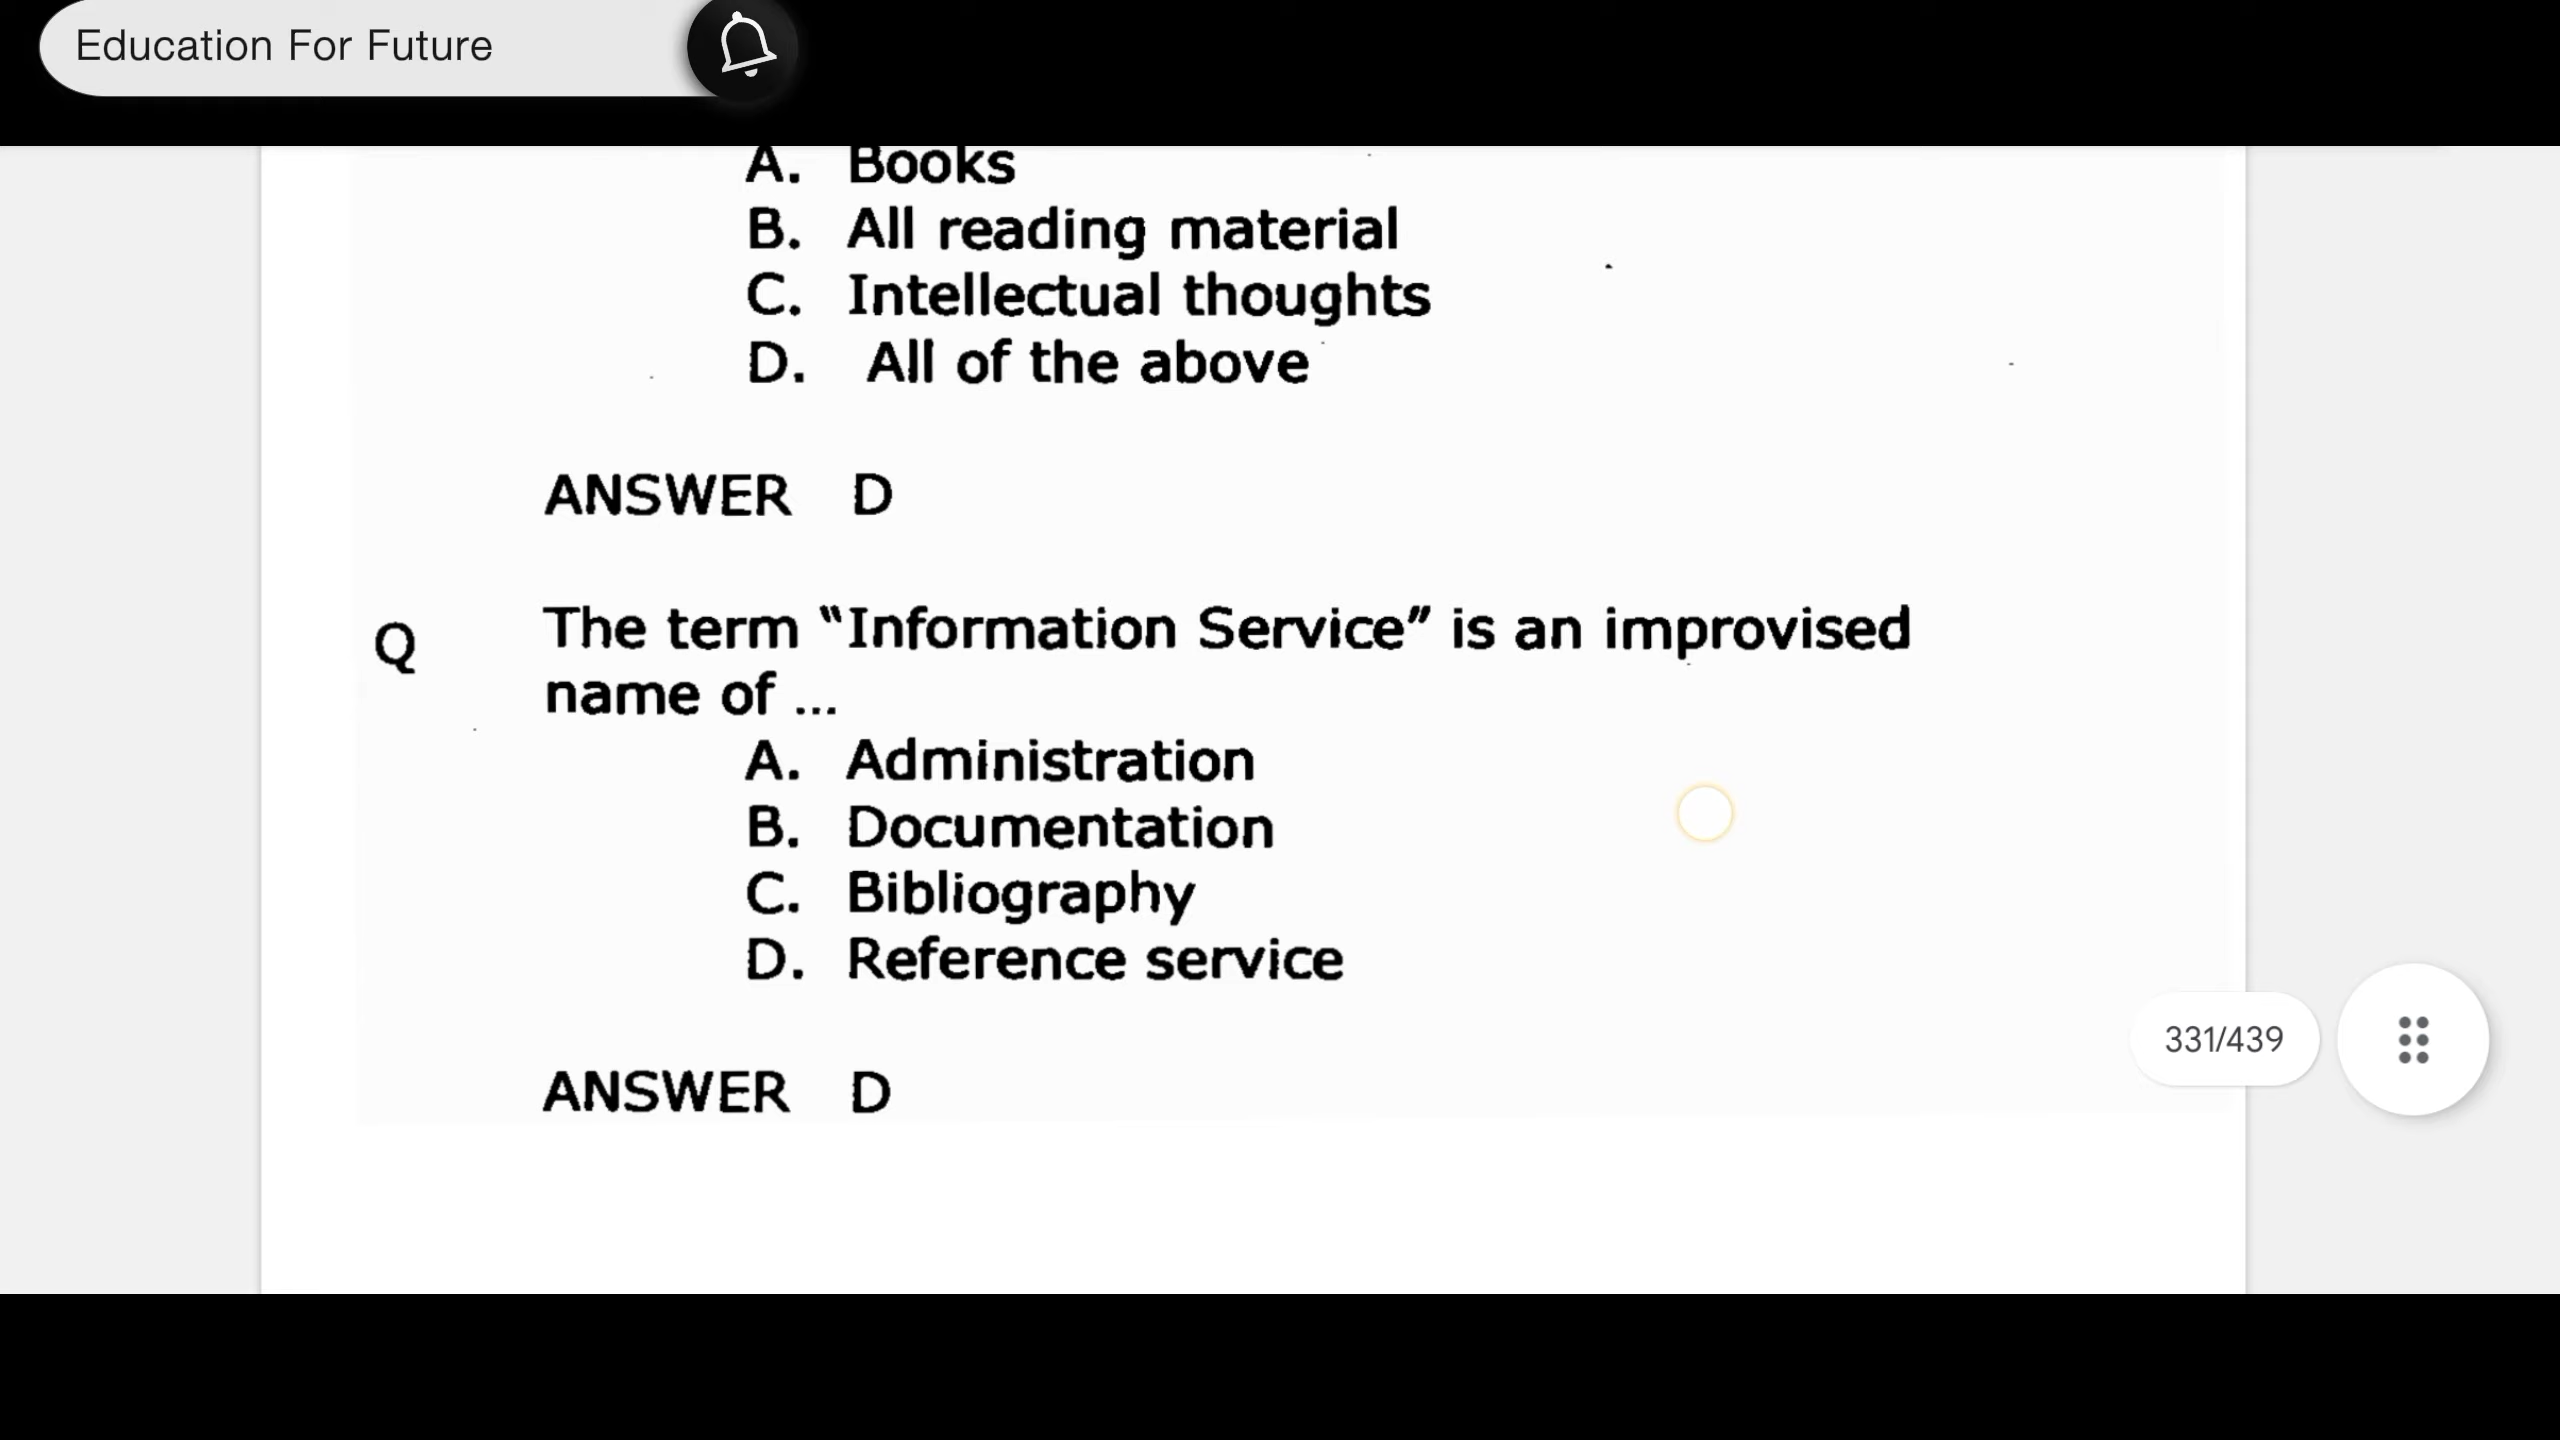 Education For Future
A. Books
B. All reading material
C. Intellectual thoughts
D. All of the above
ANSWER D
Q The term “Information Service” is an improvised
name of ...
A. Administration
B. Documentation
C. Bibliography
D. Reference service
331/439
ANSWER D